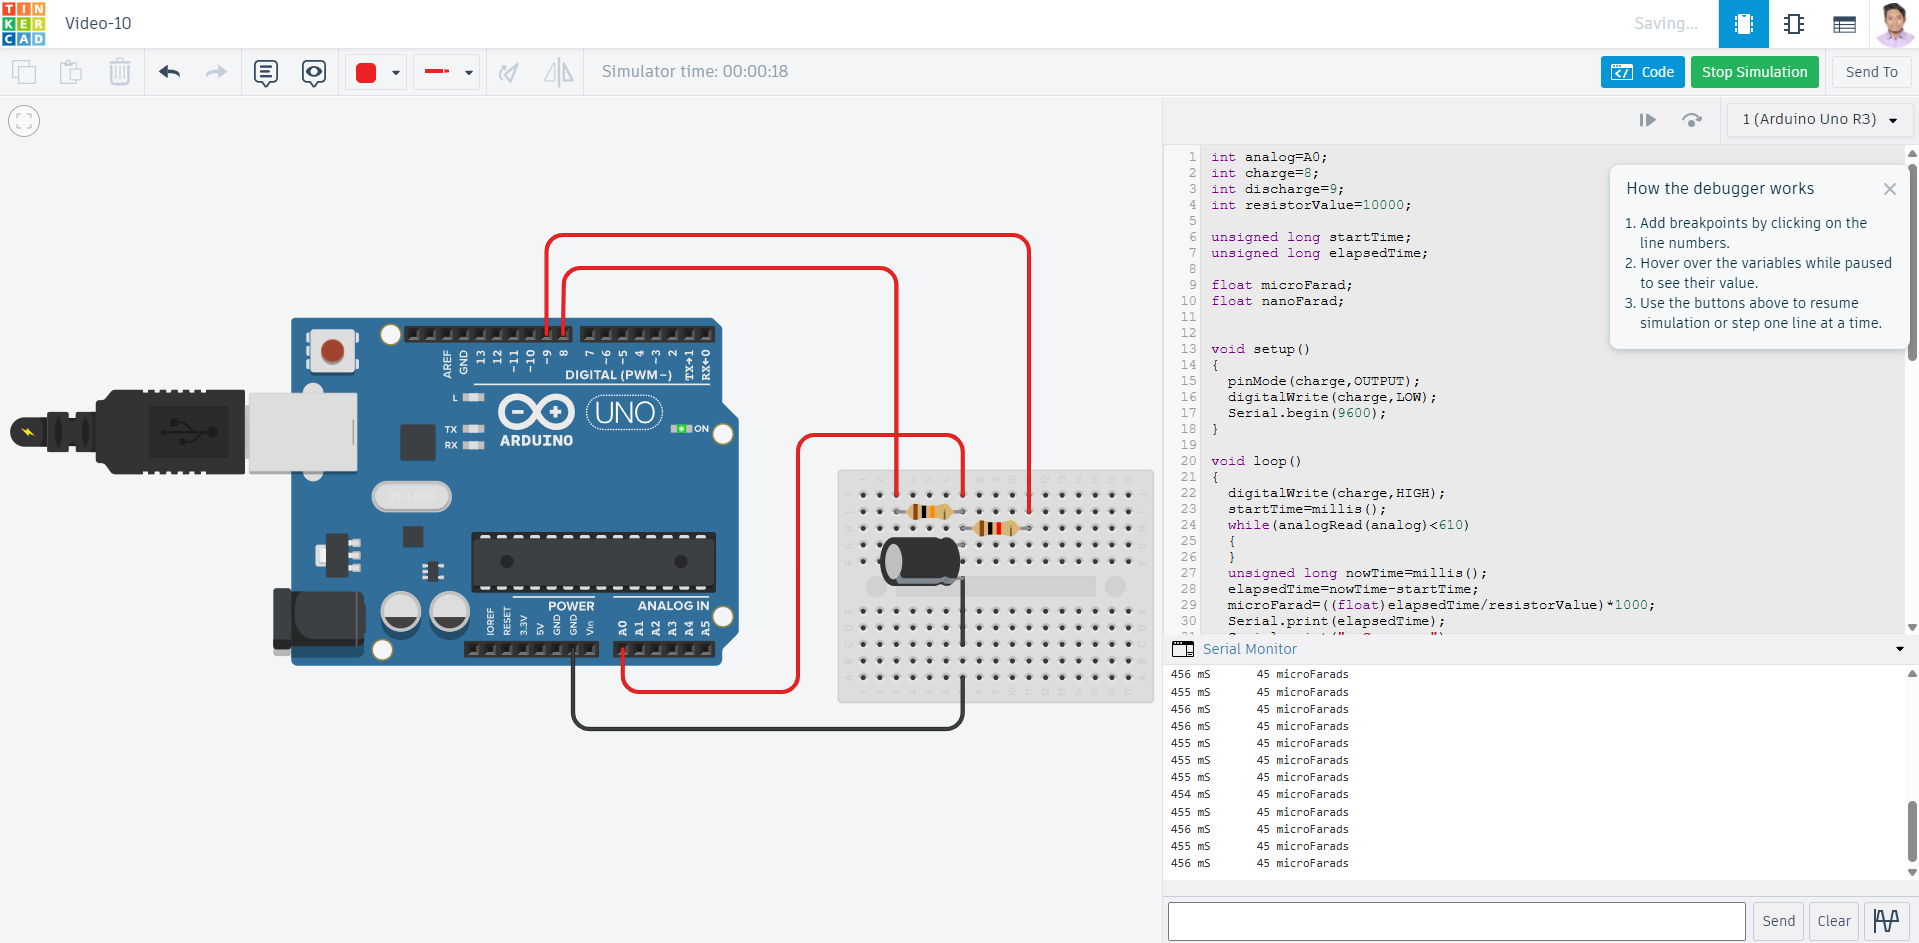 TIN
KER
CAD
Video-10
Saving...
Simulator time: 00:00:18
Code
Stop Simulation
Send To
1 (Arduino Uno R3)
1 int analog=A0;
2 int charge=8;
3 int discharge=9;
4 int resistorValue=10000;
5
6 unsigned long startTime;
7 unsigned long elapsedTime;
8
9 float microFarad;
10 float nanoFarad;
11
12
13 void setup()
14 {
15 pinMode(charge,OUTPUT);
16 digitalWrite(charge,LOW);
17 Serial.begin(9600);
18 }
19
20 void loop()
21 {
22 digitalWrite(charge,HIGH);
23 startTime=millis();
24 while(analogRead(analog)<610)
25 {
26 }
27 unsigned long nowTime=millis();
28 elapsedTime=nowTime-startTime;
29 microFarad=((float)elapsedTime/resistorValue)*1000;
30 Serial.print(elapsedTime);
How the debugger works
1. Add breakpoints by clicking on the
line numbers.
2. Hover over the variables while paused
to see their value.
3. Use the buttons above to resume
simulation or step one line at a time.
AREF GND 13 12 ~11 ~10 ~9 8 7 ~6 ~5 4 ~3 2 TX→1 RX←0
DIGITAL (PWM~)
L
TX
RX
ARDUINO
UNO
ON
POWER
ANALOG IN
IOREF RESET 3.3V 5V GND GND Vin A0 A1 A2 A3 A4 A5
Serial Monitor
456 mS 45 microFarads
455 mS 45 microFarads
456 mS 45 microFarads
456 mS 45 microFarads
455 mS 45 microFarads
455 mS 45 microFarads
455 mS 45 microFarads
454 mS 45 microFarads
455 mS 45 microFarads
456 mS 45 microFarads
455 mS 45 microFarads
456 mS 45 microFarads
Send
Clear